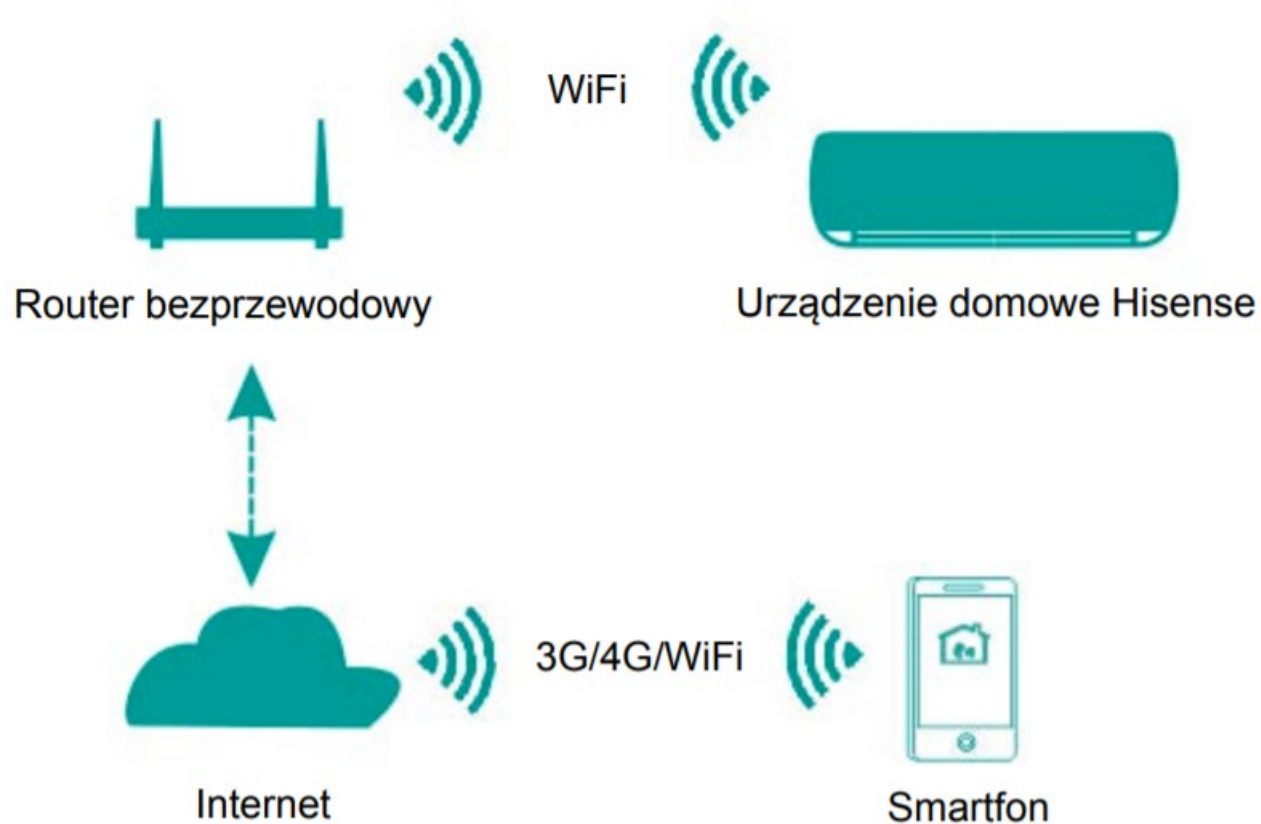 WiFi
Router bezprzewodowy
Urządzenie domowe Hisense
3G/4G/WiFi
Internet
Smartfon